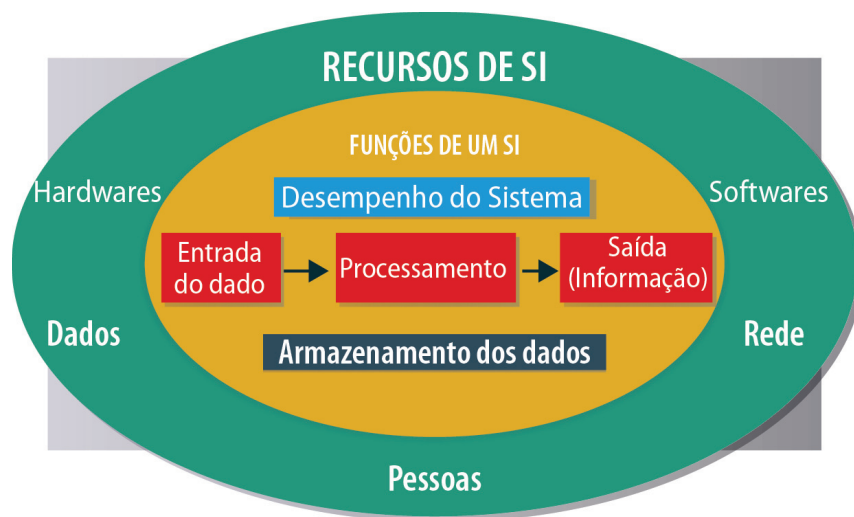 RECURSOS DE SI
FUNÇÕES DE UM SI
Hardwares
Desempenho do Sistema
Softwares
Entrada
do dado
Processamento
Saída
(Informação)
Dados
Armazenamento dos dados
Rede
Pessoas